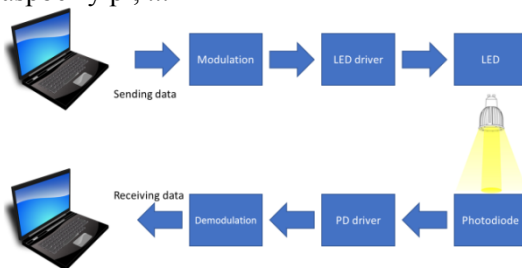 Modulation
LED driver
LED
Sending data
Receiving data
Demodulation
PD driver
Photodiode